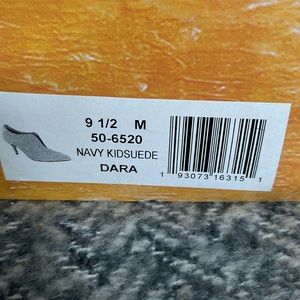 9 1/2 M
50-6520
NAVY KIDSUEDE
DARA
1 93073 16315 1